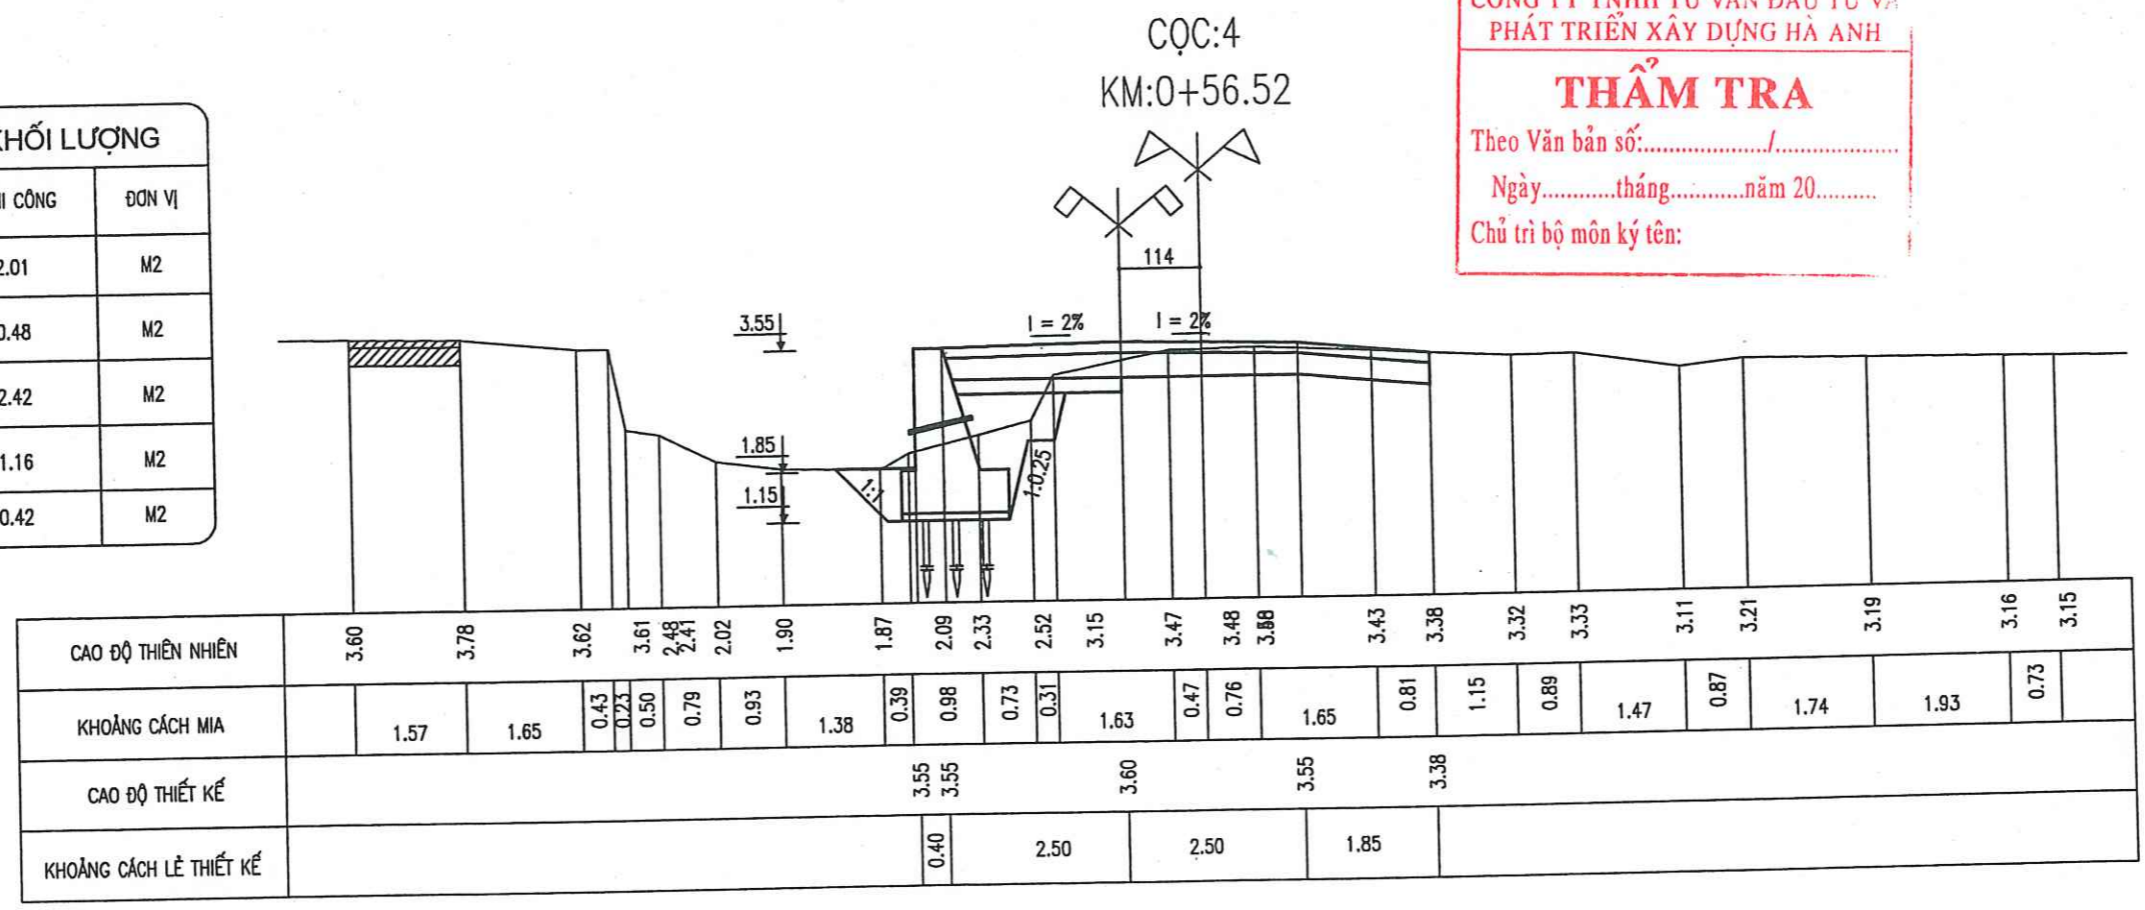 CỌC:4
KM:0+56.52
PHÁT TRIỂN XÂY DỰNG HÀ ANH
THẨM TRA
Theo Văn bản số:..................../....................
Ngày............tháng............năm 20..........
Chủ trì bộ môn ký tên:
KHỐI LƯỢNG
CÔNG ĐƠN VỊ
2.01 M2
0.48 M2
2.42 M2
1.16 M2
0.42 M2
114
3.55 I = 2% I = 2%
1.85
1.15 1:1 1:0.25
CAO ĐỘ THIÊN NHIÊN 3.60 3.78 3.62 3.61 2.48 2.41 2.02 1.90 1.87 2.09 2.33 2.52 3.15 3.47 3.48 3.43 3.38 3.32 3.33 3.11 3.21 3.19 3.16 3.15
KHOẢNG CÁCH MIA 1.57 1.65 0.43 0.23 0.50 0.79 0.93 1.38 0.39 0.98 0.73 0.31 1.63 0.47 0.76 1.65 0.81 1.15 0.89 1.47 0.87 1.74 1.93 0.73
CAO ĐỘ THIẾT KẾ 3.55 3.55 3.60 3.55 3.38
KHOẢNG CÁCH LẺ THIẾT KẾ 0.40 2.50 2.50 1.85